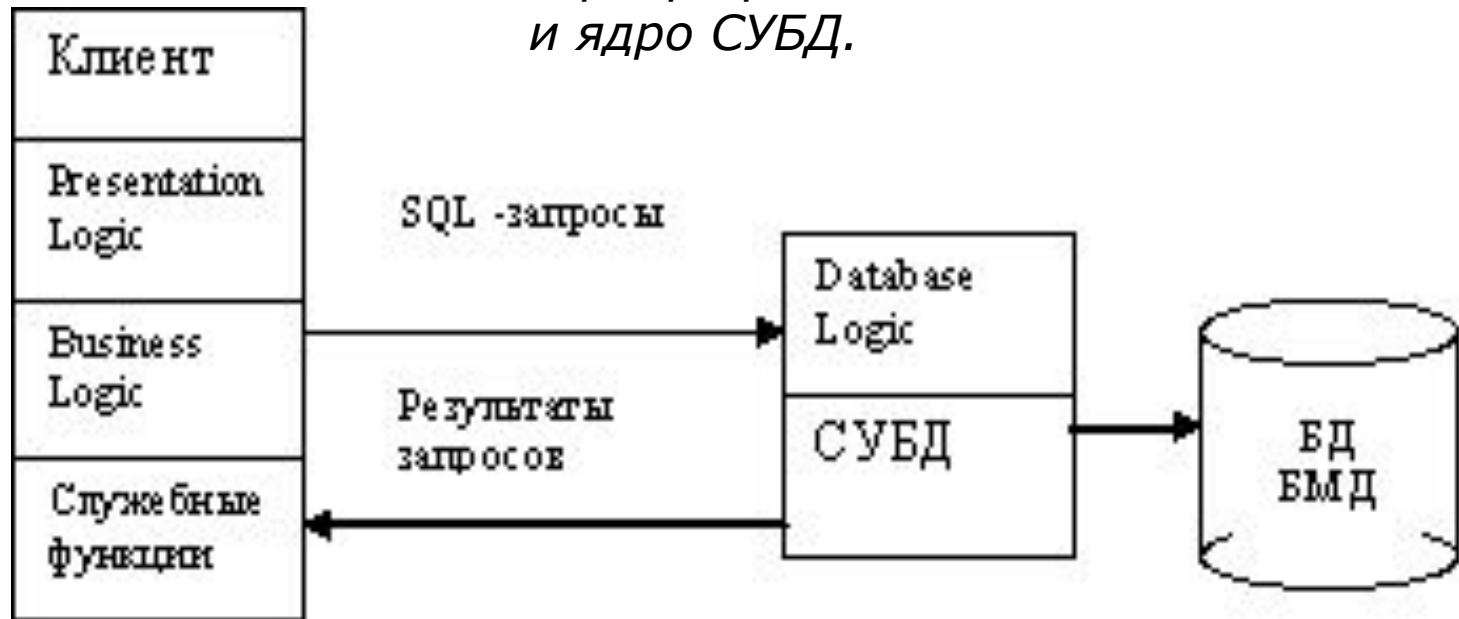 и ядро СУБД.
Клиент
Presentation
Logic
Business
Logic
Служебные
функции
SQL -запросы
Результаты
запросов
Database
Logic
СУБД
БД
БМД